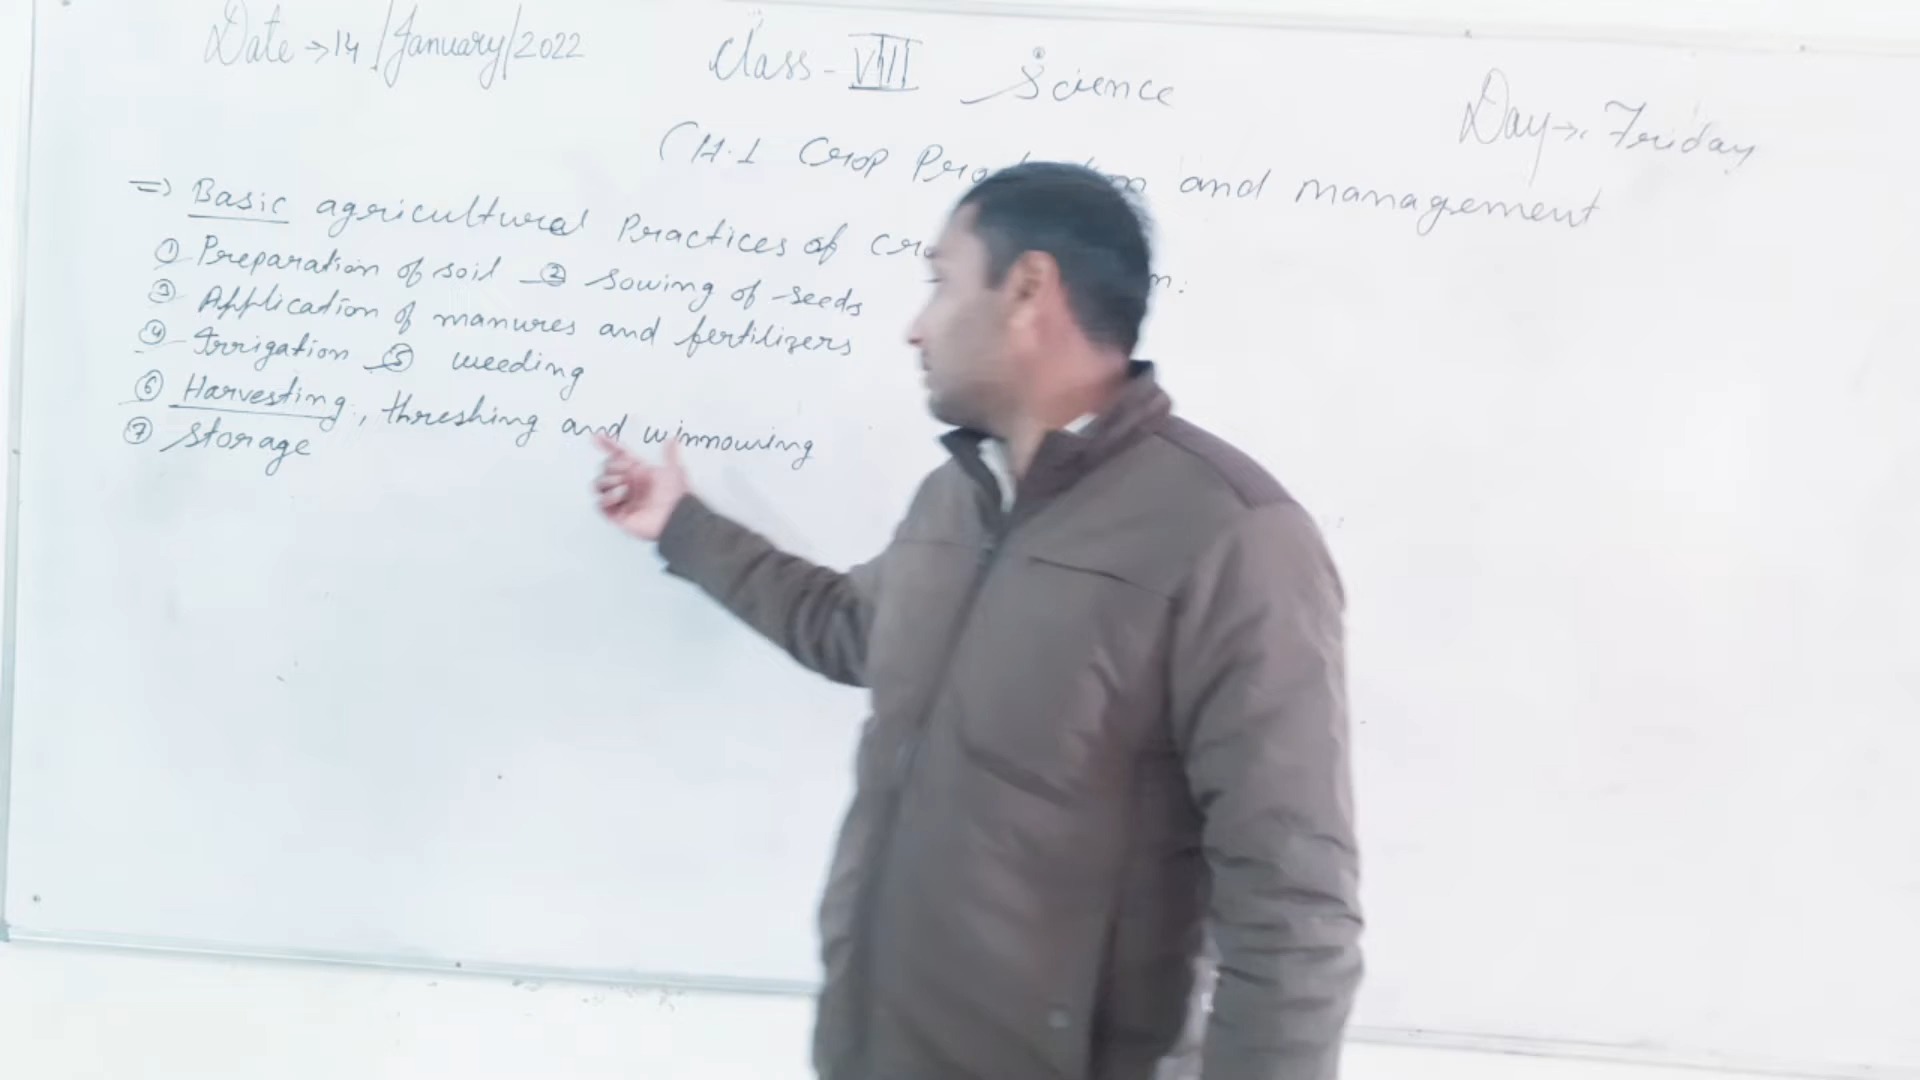 Date → 14/January/2022
Class - VIII Science
Day → Friday
CH.1 Crop and management
⇒ Basic agricultural Practices of
① Preparation of soil ② sowing of seeds
③ Application of manures and fertilizers
④ Irrigation ⑤ weeding
⑥ Harvesting, threshing and winnowing
⑦ storage